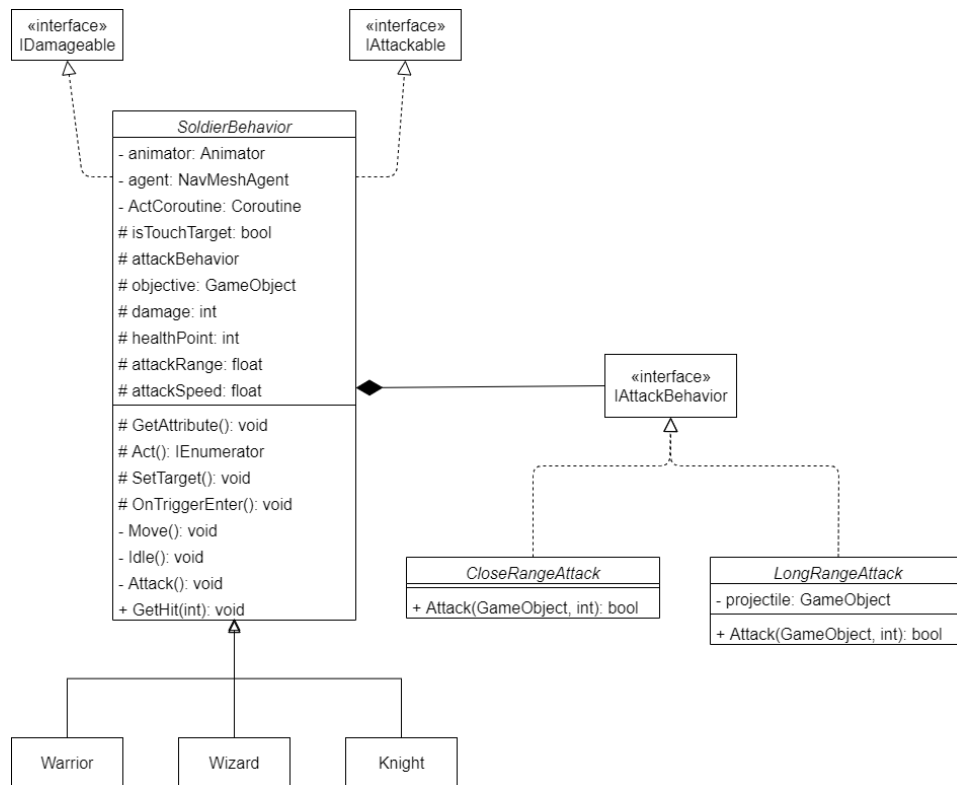 «interface»
IDamageable
«interface»
IAttackable
SoldierBehavior
- animator: Animator
- agent: NavMeshAgent
- ActCoroutine: Coroutine
# isTouchTarget: bool
# attackBehavior
# objective: GameObject
# damage: int
# healthPoint: int
# attackRange: float
# attackSpeed: float
# GetAttribute(): void
# Act(): IEnumerator
# SetTarget(): void
# OnTriggerEnter(): void
- Move(): void
- Idle(): void
- Attack(): void
+ GetHit(int): void
«interface»
IAttackBehavior
CloseRangeAttack
+ Attack(GameObject, int): bool
LongRangeAttack
- projectile: GameObject
+ Attack(GameObject, int): bool
Warrior
Wizard
Knight